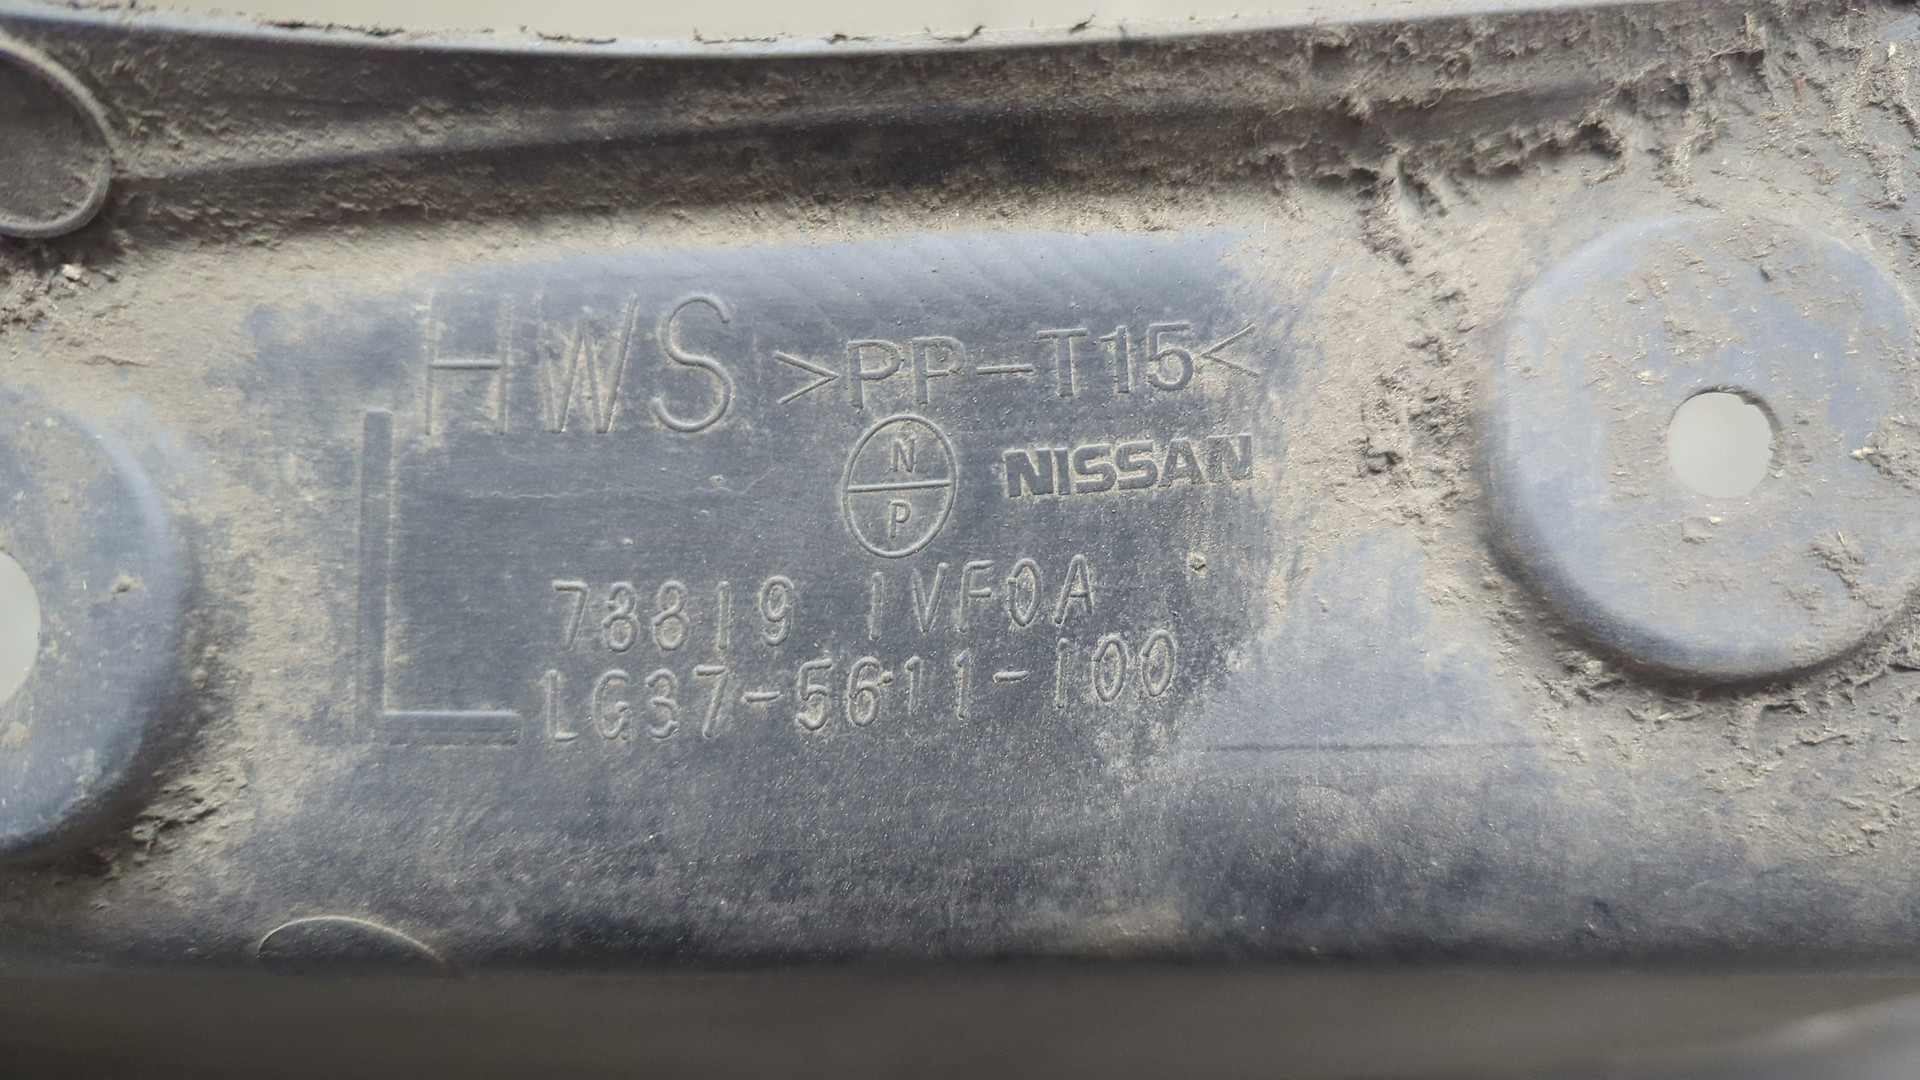 HWS >PP-T15<
N
P
NISSAN
L
78819 1VF0A
LG37-5611-100